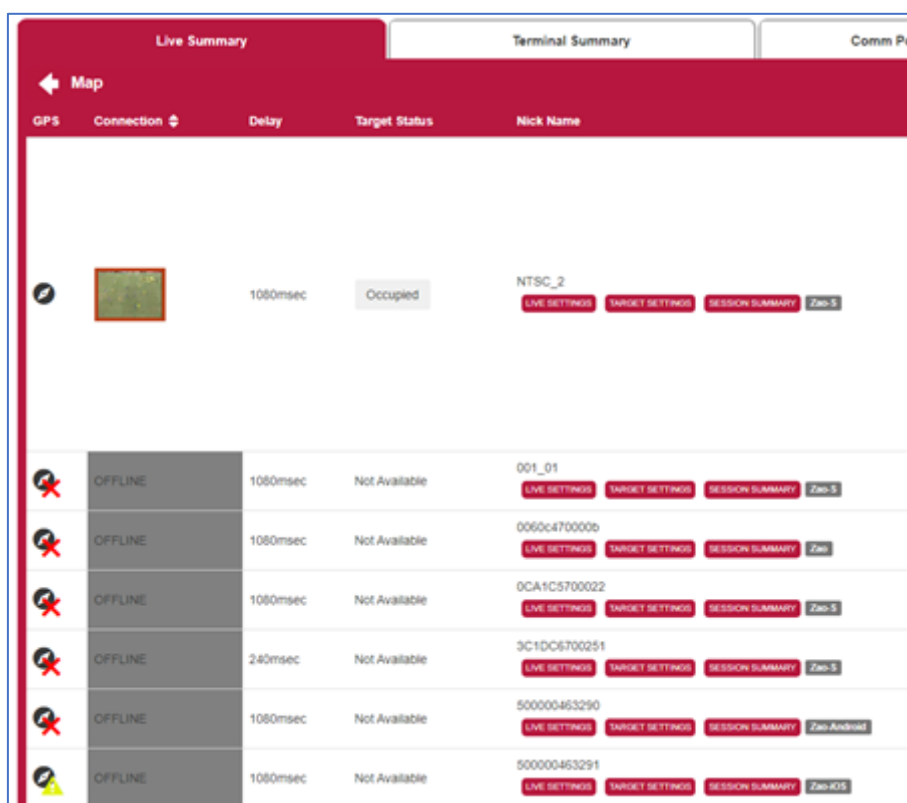 Live Summary Terminal Summary Comm
Map
GPS Connection Delay Target Status Nick Name
1080msec Occupied NTSC_2
LIVE SETTINGS TARGET SETTINGS SESSION SUMMARY Zao-S
OFFLINE 1080msec Not Available 001_01
LIVE SETTINGS TARGET SETTINGS SESSION SUMMARY Zao-S
OFFLINE 1080msec Not Available 0060c470000b
LIVE SETTINGS TARGET SETTINGS SESSION SUMMARY Zao
OFFLINE 1080msec Not Available 0CA1C5700022
LIVE SETTINGS TARGET SETTINGS SESSION SUMMARY Zao-S
OFFLINE 240msec Not Available 3C1DC6700251
LIVE SETTINGS TARGET SETTINGS SESSION SUMMARY Zao-S
OFFLINE 1080msec Not Available 500000463290
LIVE SETTINGS TARGET SETTINGS SESSION SUMMARY Zao-Android
OFFLINE 1080msec Not Available 500000463291
LIVE SETTINGS TARGET SETTINGS SESSION SUMMARY Zao-iOS